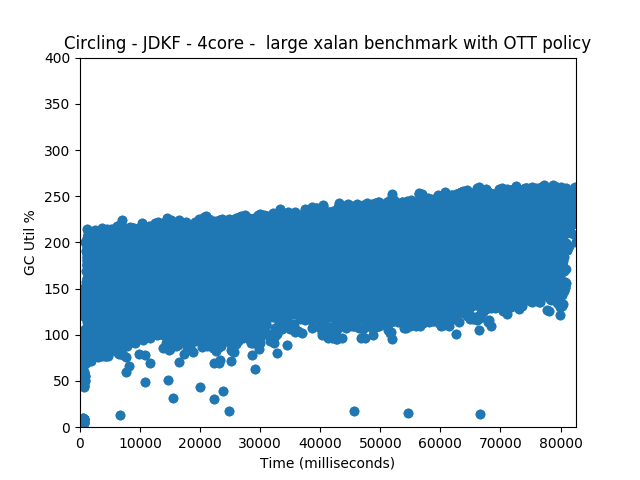 Circling - JDKF - 4core -  large xalan benchmark with OTT policy
400
350
300
250
200
150
100
50
0
GC Util %
0 10000 20000 30000 40000 50000 60000 70000 80000
Time (milliseconds)